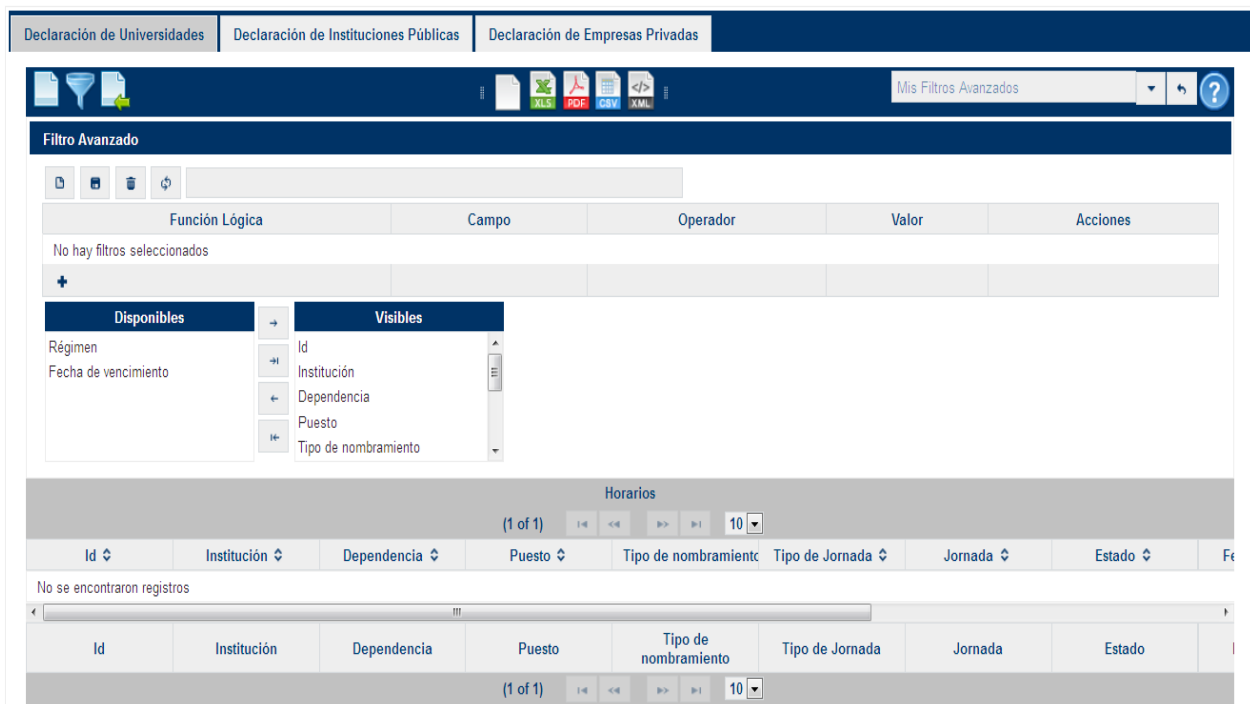 Declaración de Universidades Declaración de Instituciones Públicas Declaración de Empresas Privadas
XLS PDF CSV </> XML Mis Filtros Avanzados ?
Filtro Avanzado
Función Lógica Campo Operador Valor Acciones
No hay filtros seleccionados
Disponibles Visibles
Régimen Id
Fecha de vencimiento Institución
Dependencia
Puesto
Tipo de nombramiento
Horarios
(1 of 1) 10
Id Institución Dependencia Puesto Tipo de nombramiento Tipo de Jornada Jornada Estado Fe
No se encontraron registros
Id Institución Dependencia Puesto Tipo de nombramiento Tipo de Jornada Jornada Estado
(1 of 1) 10